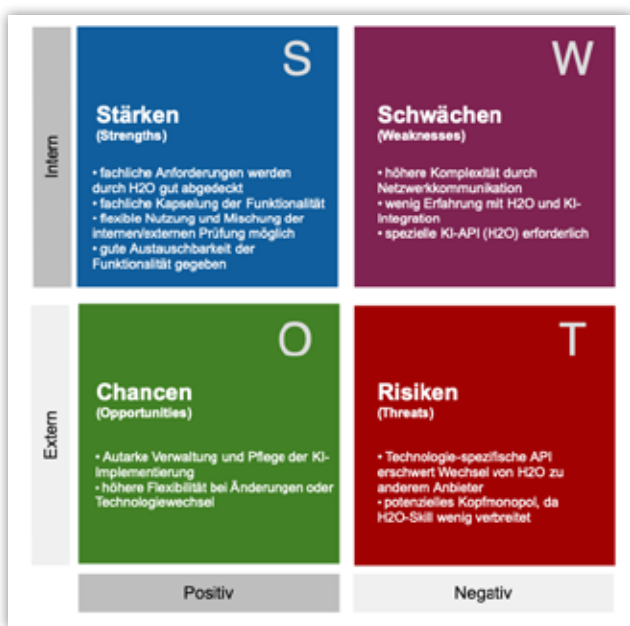 Intern
S
Stärken
(Strengths)
• fachliche Anforderungen werden
durch H2O gut abgedeckt
• fachliche Kapselung der Funktionalität
• flexible Nutzung und Mischung der
internen/externen Prüfung möglich
• gute Austauschbarkeit der
Funktionalität gegeben
W
Schwächen
(Weaknesses)
• höhere Komplexität durch
Netzwerkkommunikation
• wenig Erfahrung mit H2O und KI-
Integration
• spezielle KI-API (H2O) erforderlich
Extern
O
Chancen
(Opportunities)
• Autarke Verwaltung und Pflege der KI-
Implementierung
• höhere Flexibilität bei Änderungen oder
Technologiewechsel
T
Risiken
(Threats)
• Technologie-spezifische API
erschwert Wechsel von H2O zu
anderem Anbieter
• potenzielles Kopfmonopol, da
H2O-Skill wenig verbreitet
Positiv
Negativ